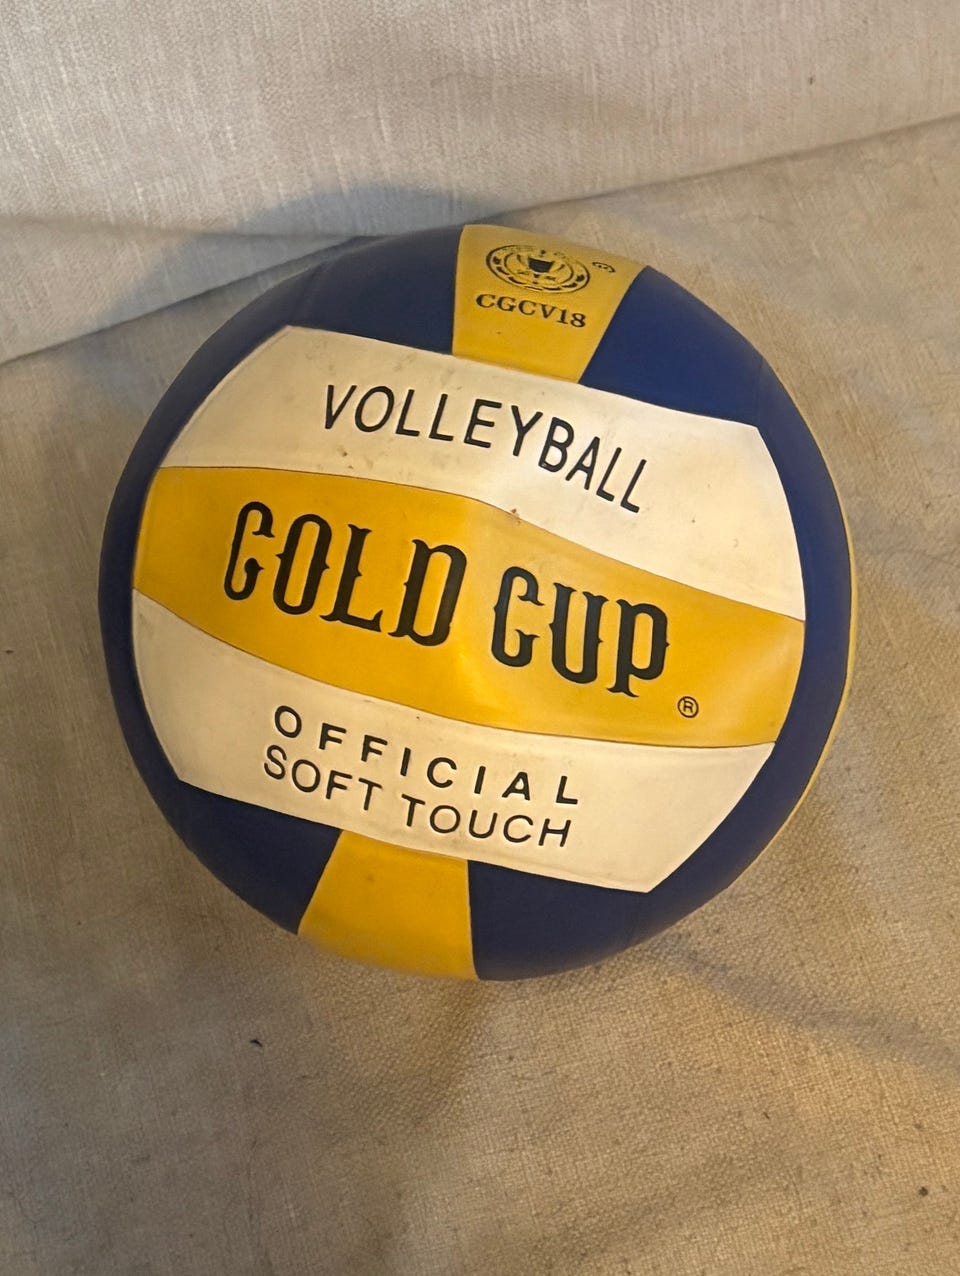 CGCV18
VOLLEYBALL
GOLD CUP
®
OFFICIAL
SOFT TOUCH